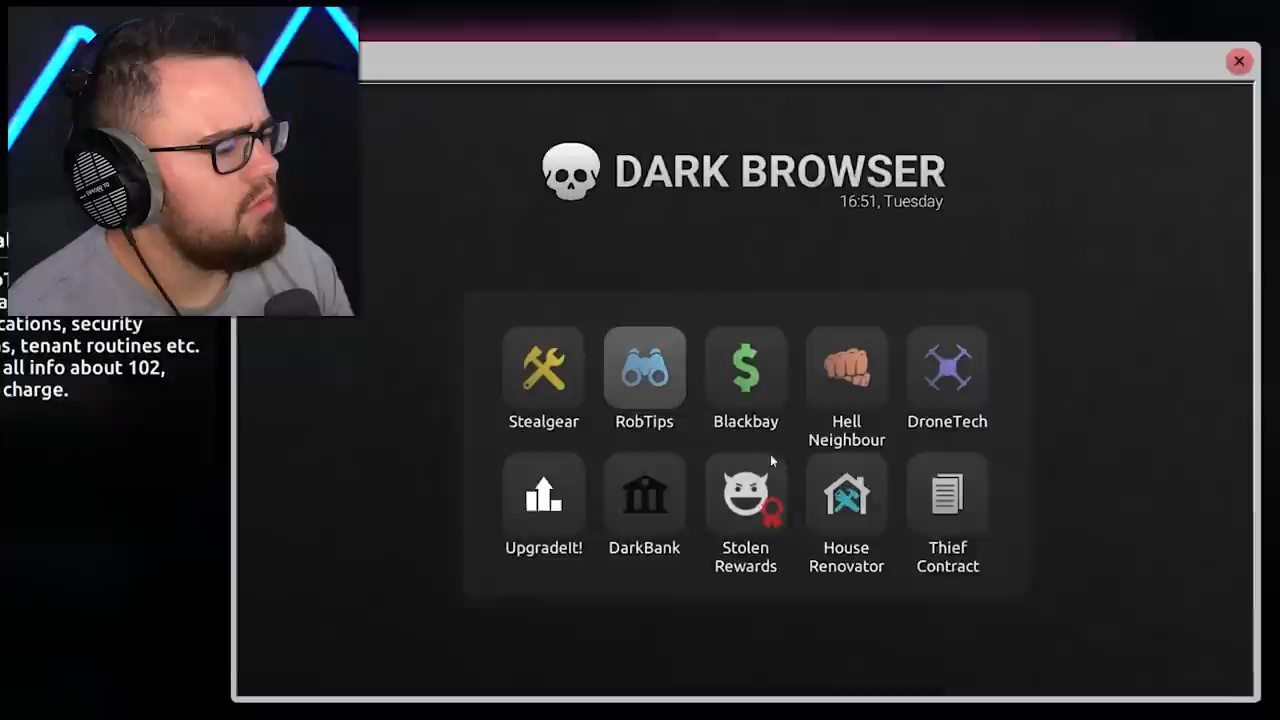 DARK BROWSER
16:51, Tuesday
security
tenant routines etc.
all info about 102,
charge.
Stealgear
RobTips
Blackbay
Hell
Neighbour
DroneTech
UpgradeIt!
DarkBank
Stolen
Rewards
House
Renovator
Thief
Contract